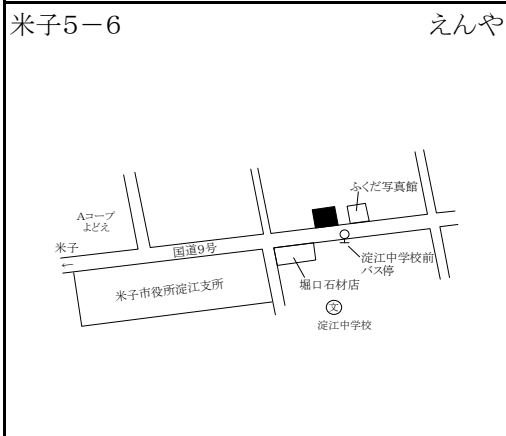 米子5－6
えんや
ふくだ写真館
Aコープ
よどえ
米子
←
国道9号
淀江中学校前
バス停
米子市役所淀江支所
堀口石材店
文
淀江中学校